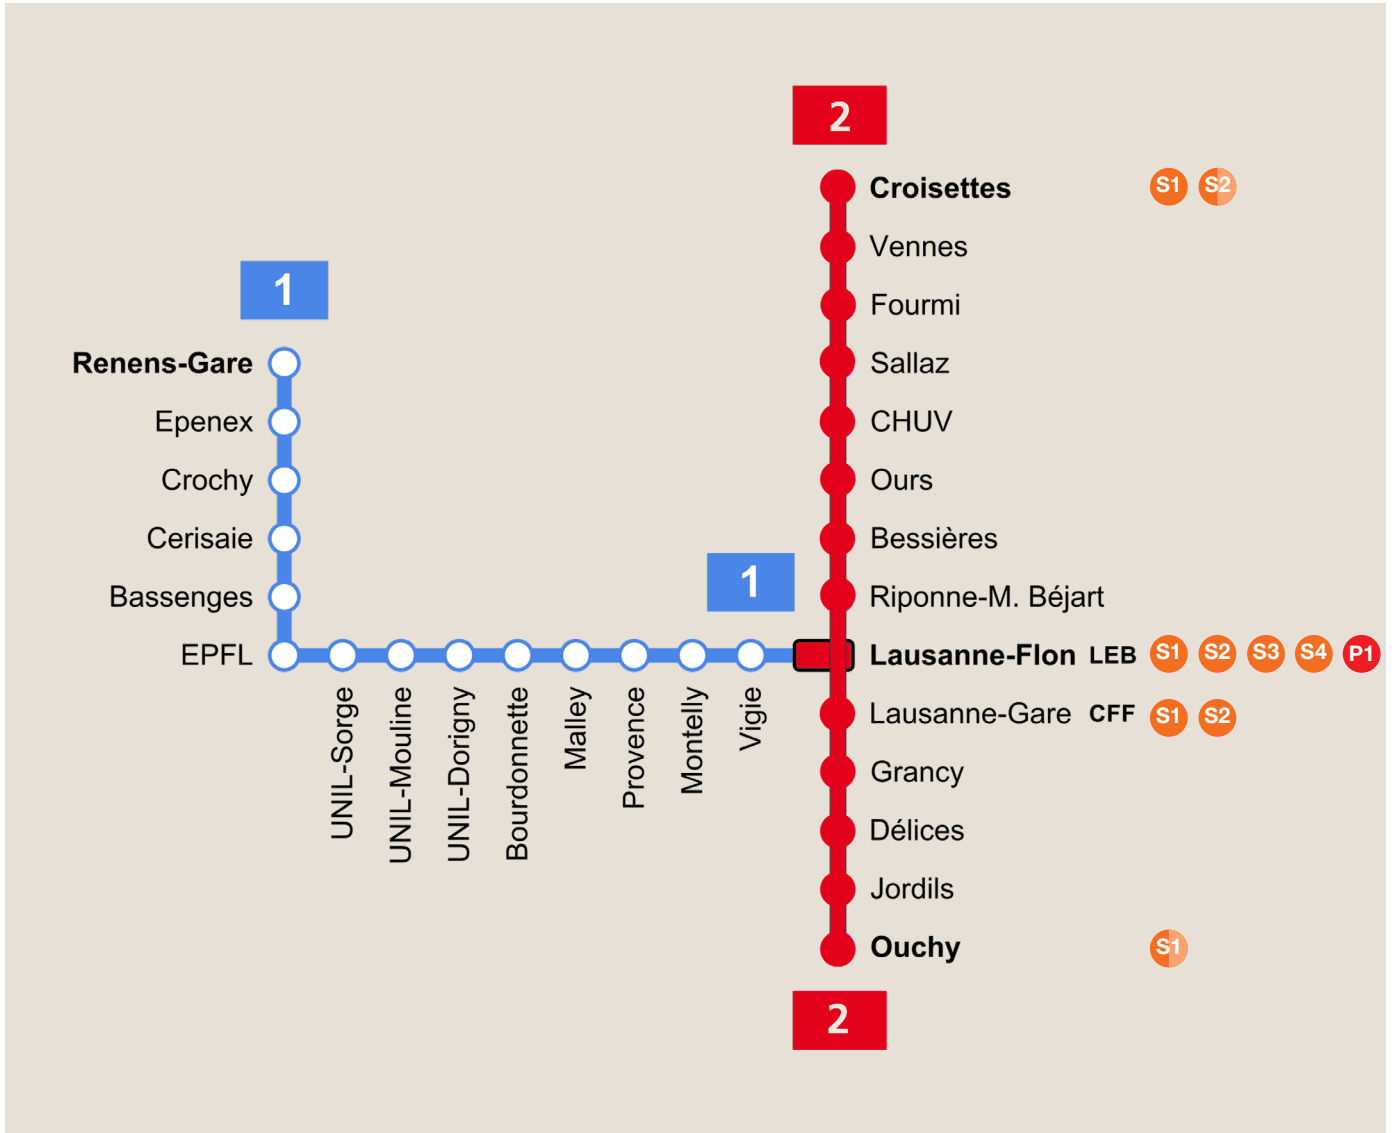 2
Croisettes S1 S2
Vennes
Fourmi
Sallaz
CHUV
Ours
Bessières
Riponne-M. Béjart
Lausanne-Flon LEB S1 S2 S3 S4 P1
Lausanne-Gare CFF S1 S2
Grancy
Délices
Jordils
Ouchy S1
2
1
Renens-Gare
Epenex
Crochy
Cerisaie
Bassenges
EPFL
UNIL-Sorge
UNIL-Mouline
UNIL-Dorigny
Bourdonnette
Malley
Provence
Montelly
Vigie
1